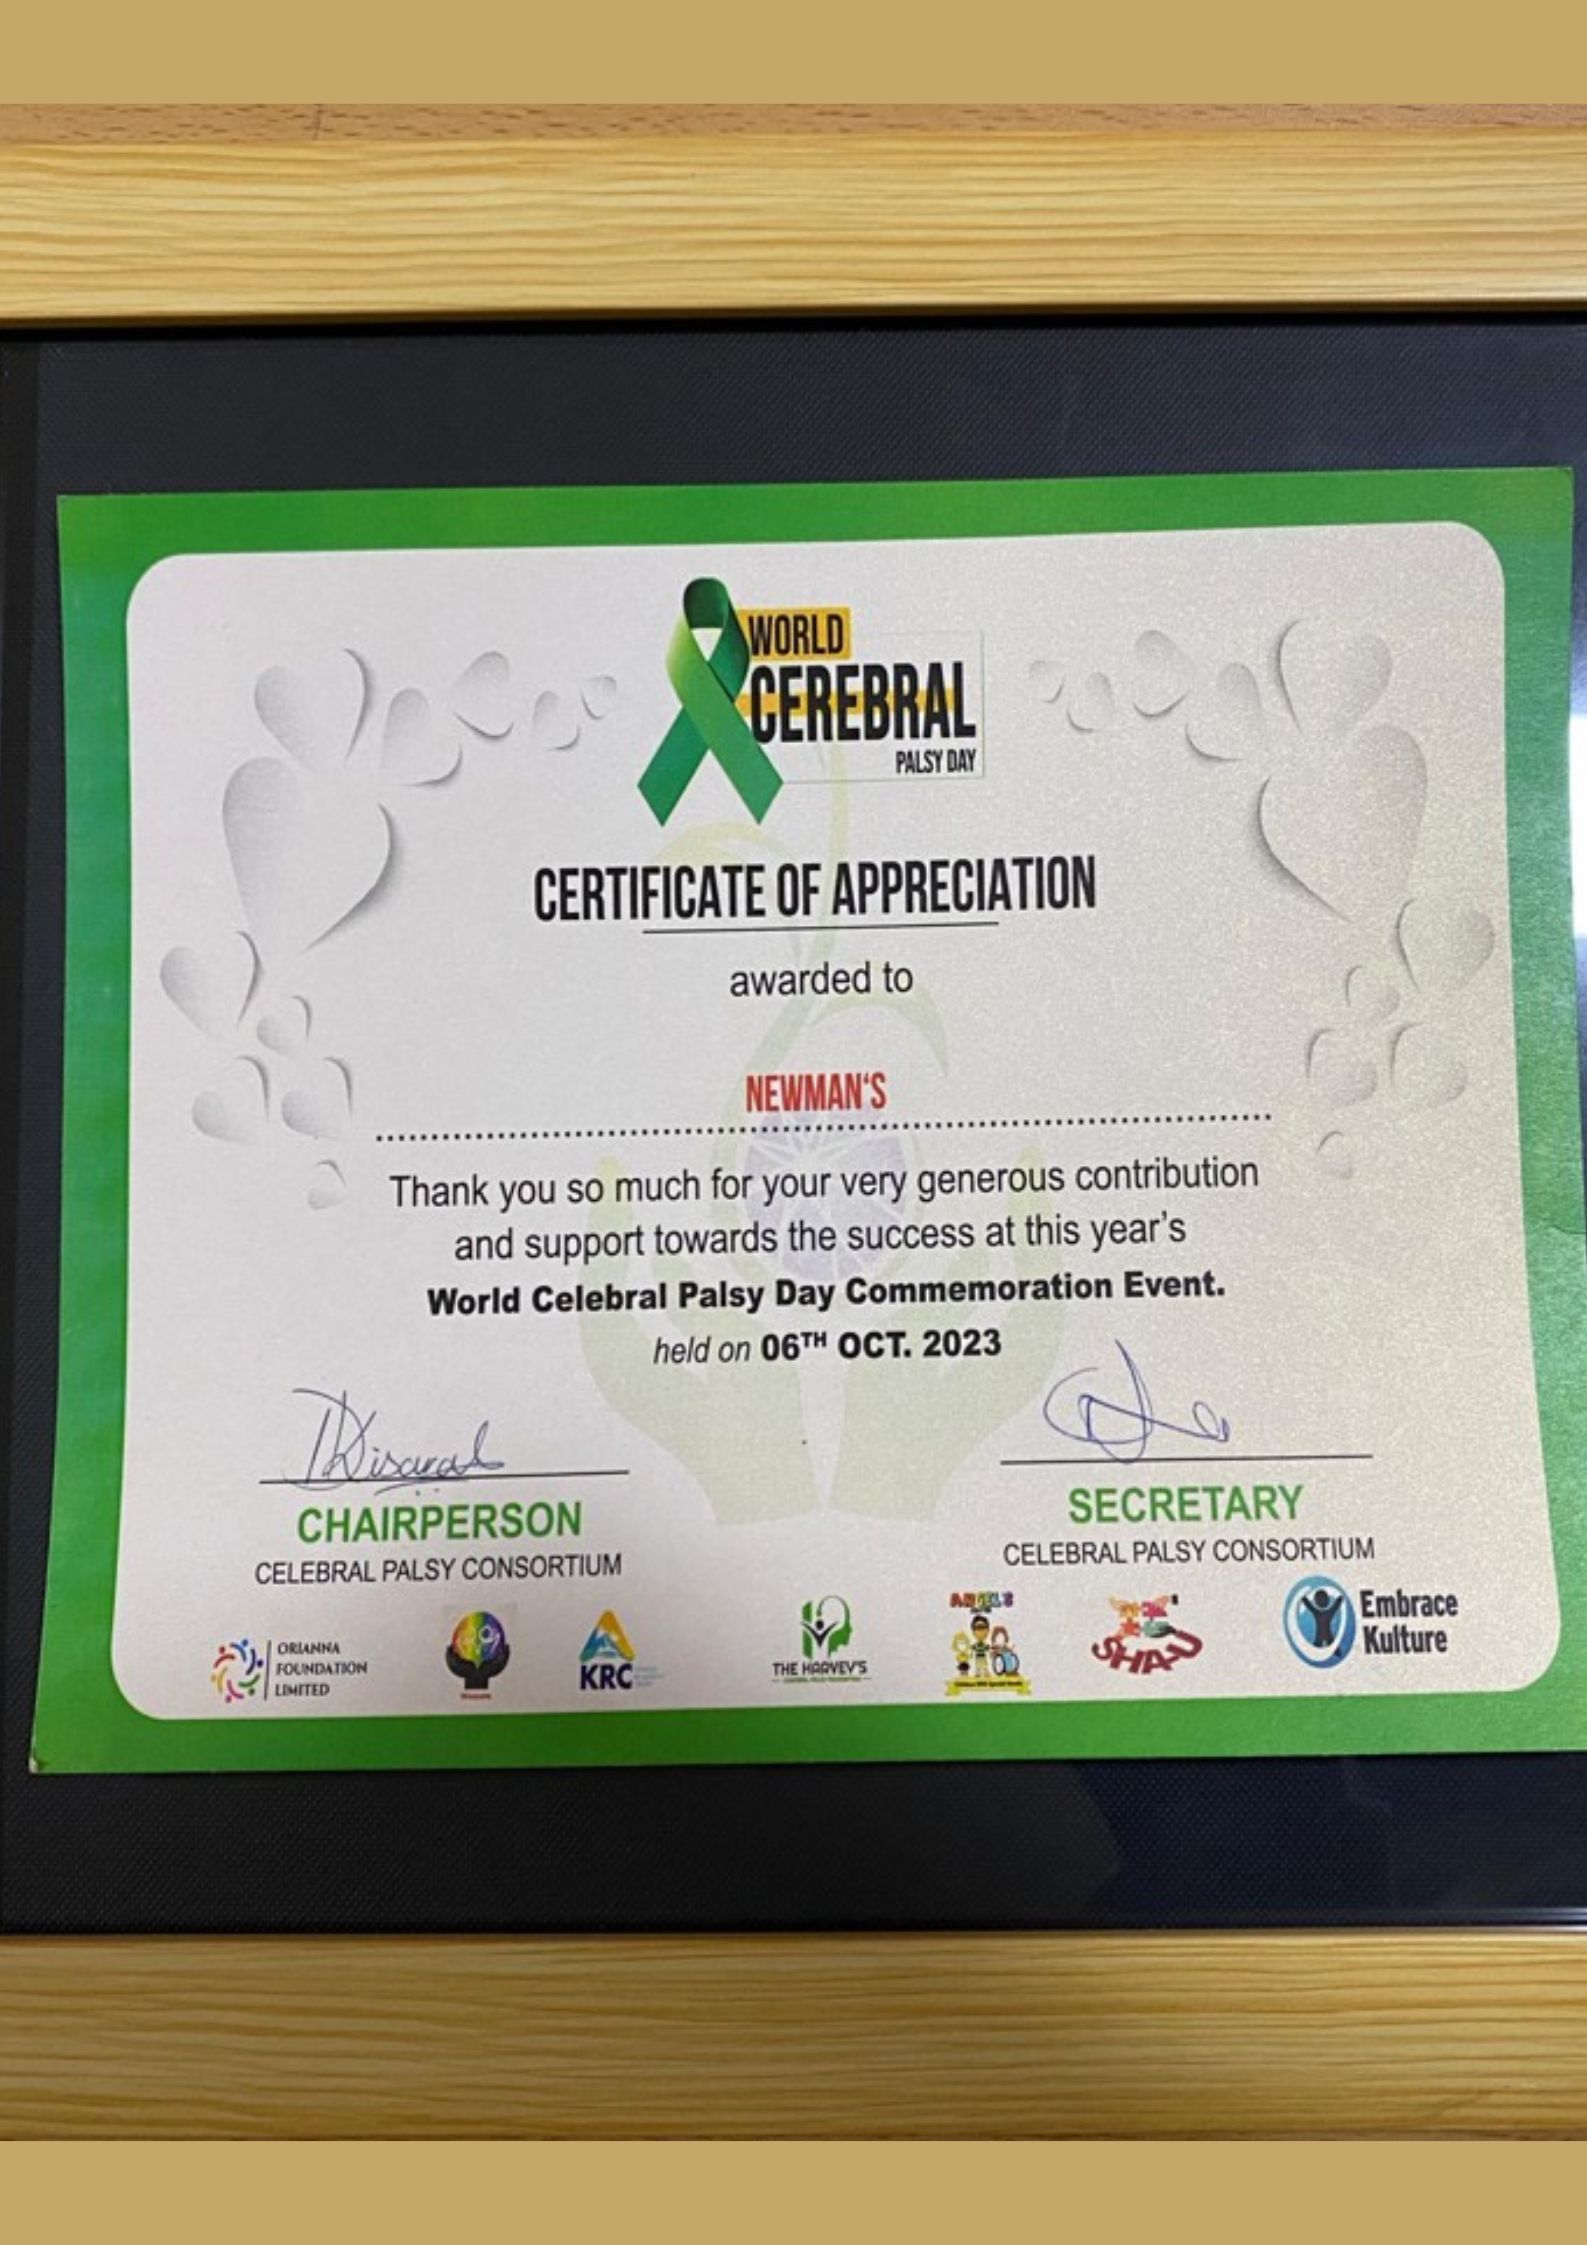 WORLD
CEREBRAL
PALSY DAY
CERTIFICATE OF APPRECIATION
awarded to
NEWMAN‘S
Thank you so much for your very generous contribution
and support towards the success at this year’s
World Celebral Palsy Day Commemoration Event.
held on 06TH OCT. 2023
CHAIRPERSON
CELEBRAL PALSY CONSORTIUM
SECRETARY
CELEBRAL PALSY CONSORTIUM
ORIANNA
FOUNDATION
LIMITED
KRC
THE HARVEY'S
ANGEL'S
SHAU
Embrace
Kulture